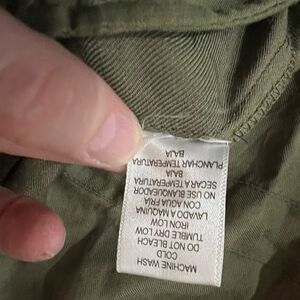 MACHINE WASH
COLD
DO NOT BLEACH
TUMBLE DRY LOW
IRON LOW
LAVADO A MAQUINA
CON AGUA FRIA
NO USE BLANQUEADOR
SECAR A TEMPERATURA
BAJA
PLANCHAR TEMPERATURA
BAJA